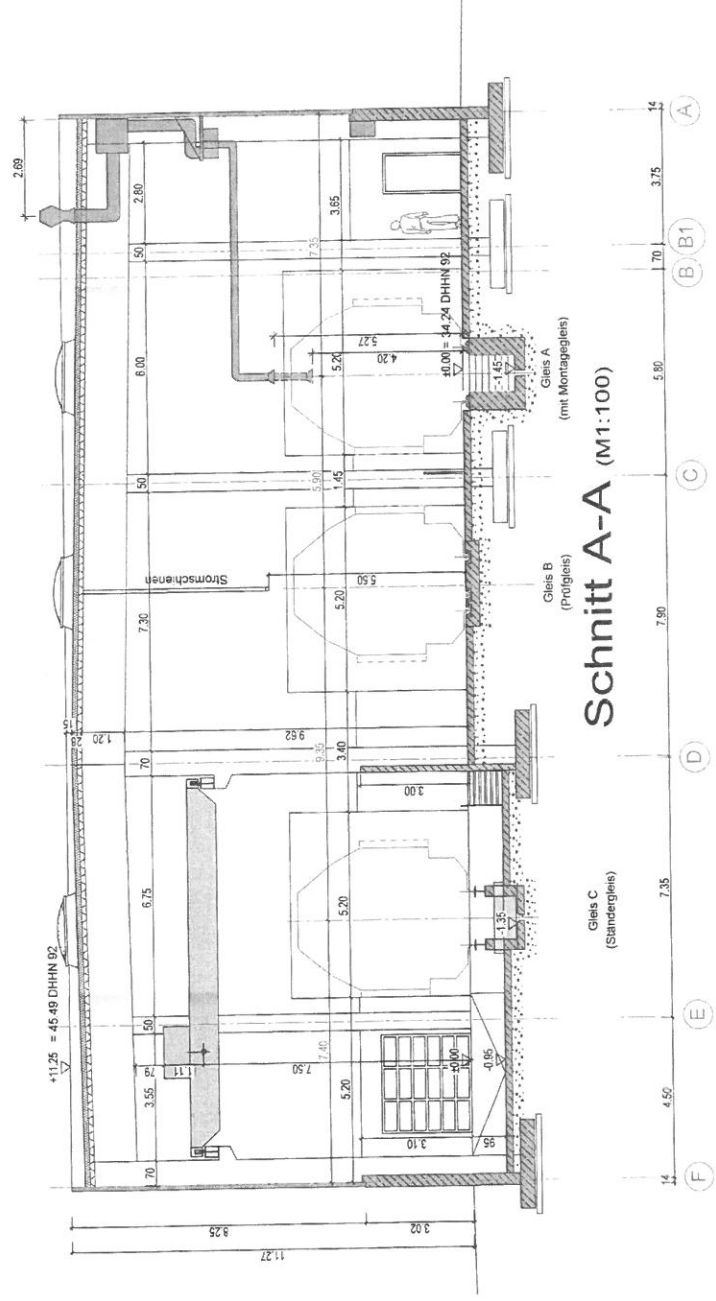 11.27
8.25
3.02
+11,25 = 45.49 DHHN 92
2.69
15
28
1.20
70
3.55
50
6.75
70
7.30
50
6.00
50
2.80
79
1.11
7.50
7.40
9.62
9.35
Stromschienen
5.90
7.35
5.20
5.20
3.40
5.20
1.45
5.20
3.65
3.10
95
±0.00
-0.95
3.00
5.50
5.27
4.20
±0.00 = 34.24 DHHN 92
-1.35
-1.45
Gleis C
(Ständergleis)
Gleis B
(Prüfgleis)
Gleis A
(mit Montagegleis)
Schnitt A-A (M1:100)
14
4.50
7.35
7.90
5.80
70
3.75
14
F
E
D
C
B
B1
A